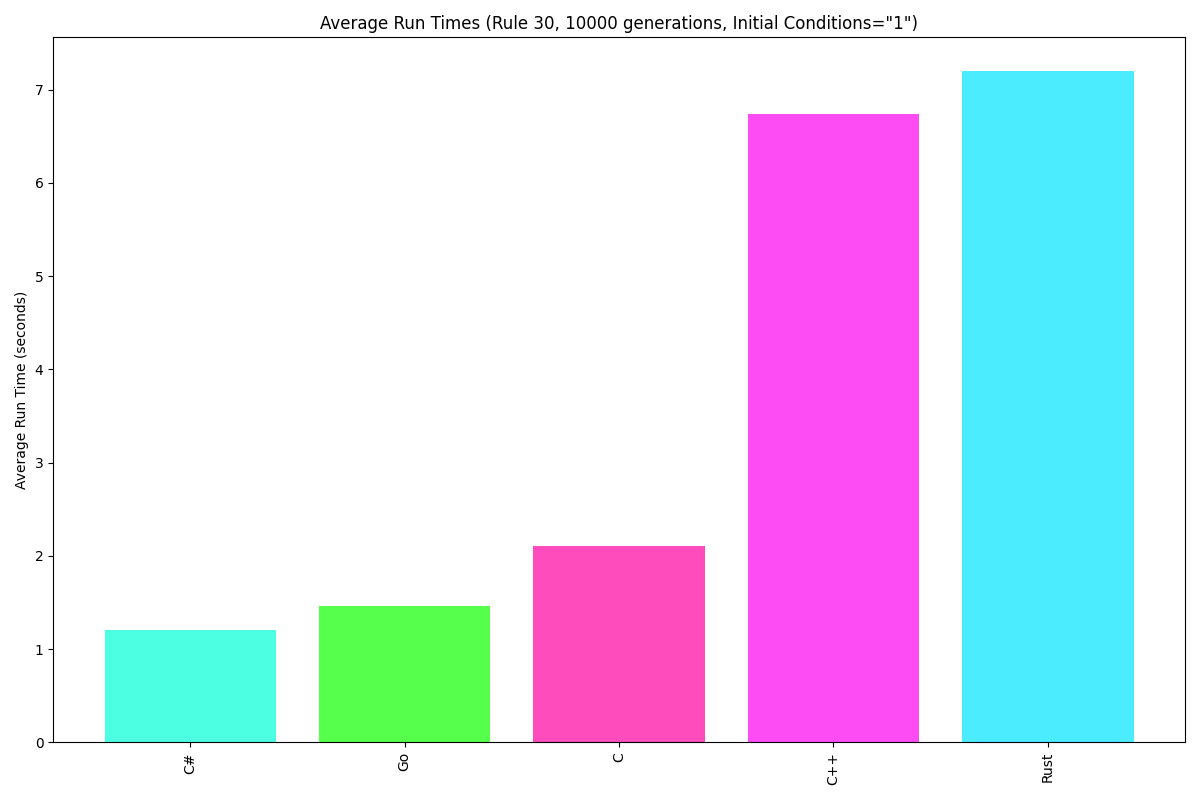 Average Run Times (Rule 30, 10000 generations, Initial Conditions="1")
Average Run Time (seconds)
7
6
5
4
3
2
1
0
C#
Go
C
C++
Rust